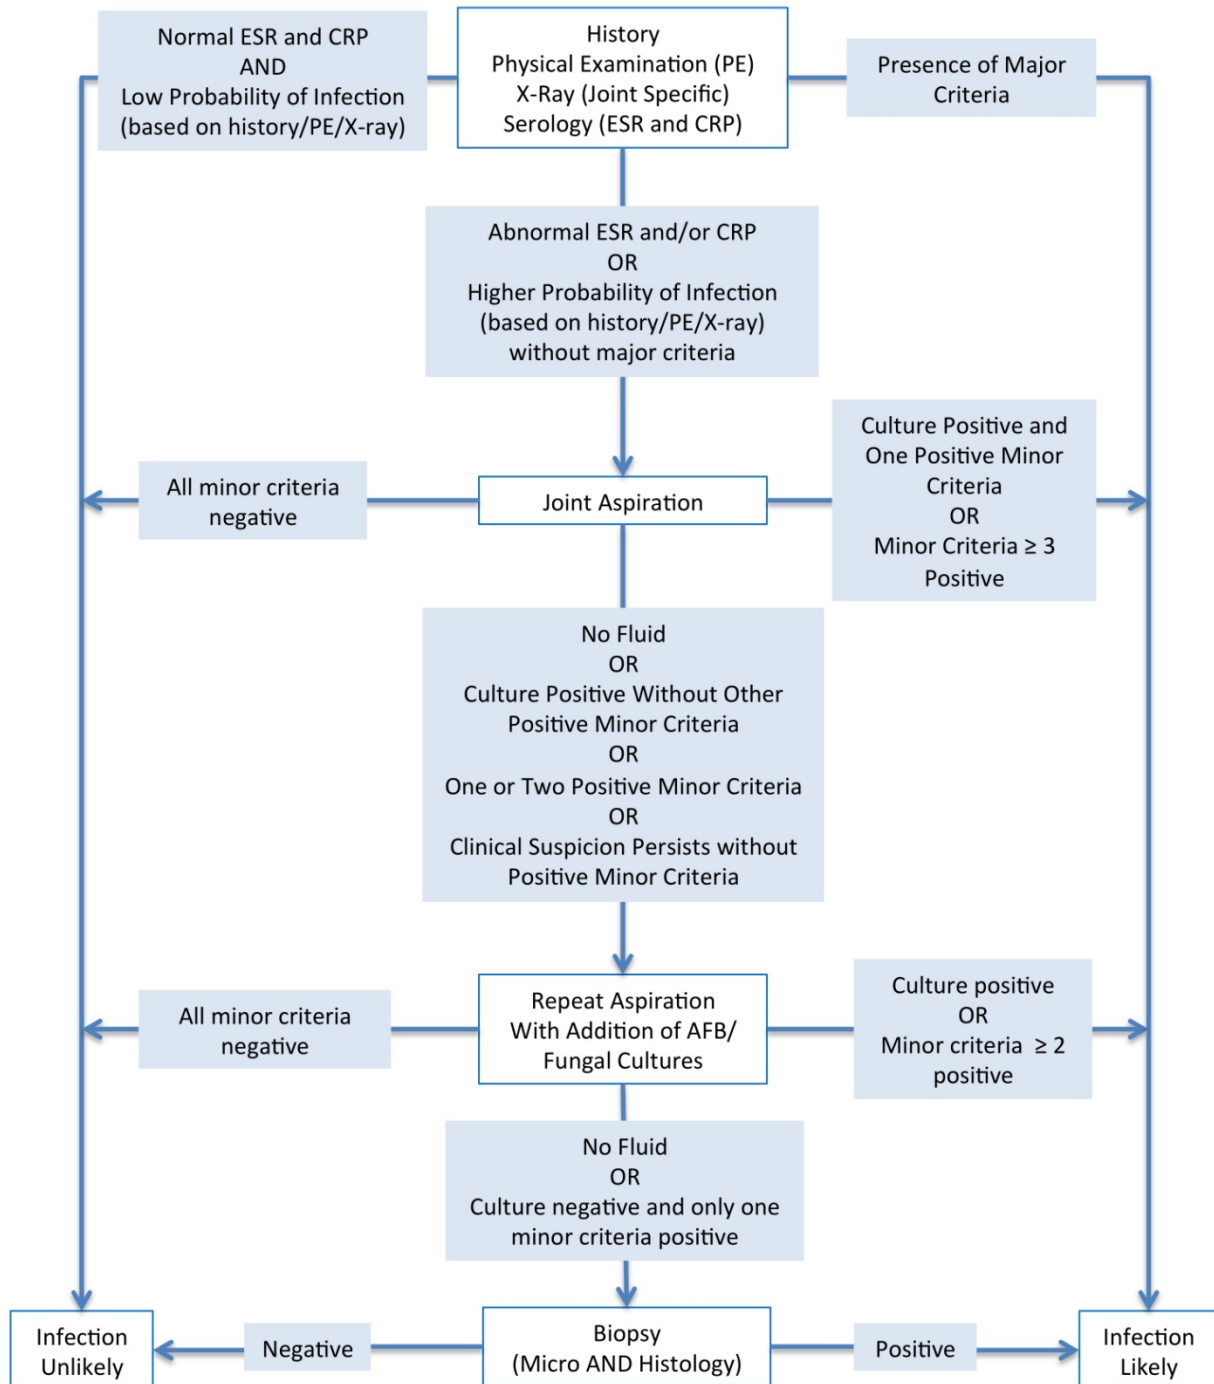 Normal ESR and CRP
AND
Low Probability of Infection
(based on history/PE/X-ray)
History
Physical Examination (PE)
X-Ray (Joint Specific)
Serology (ESR and CRP)
Presence of Major
Criteria
Abnormal ESR and/or CRP
OR
Higher Probability of Infection
(based on history/PE/X-ray)
without major criteria
All minor criteria
negative
Joint Aspiration
Culture Positive and
One Positive Minor
Criteria
OR
Minor Criteria ≥ 3
Positive
No Fluid
OR
Culture Positive Without Other
Positive Minor Criteria
OR
One or Two Positive Minor Criteria
OR
Clinical Suspicion Persists without
Positive Minor Criteria
All minor criteria
negative
Repeat Aspiration
With Addition of AFB/
Fungal Cultures
Culture positive
OR
Minor criteria ≥ 2
positive
No Fluid
OR
Culture negative and only one
minor criteria positive
Infection
Unlikely
Negative
Biopsy
(Micro AND Histology)
Positive
Infection
Likely